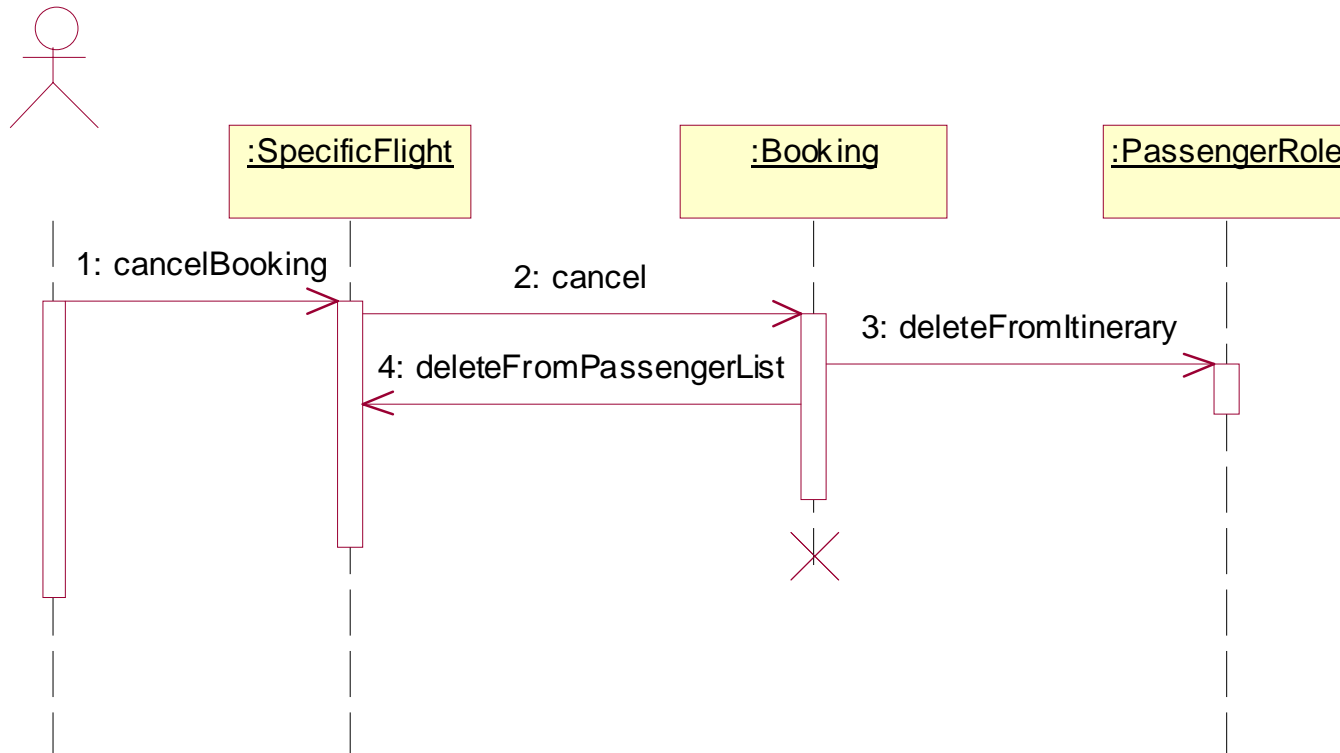 :SpecificFlight
:Booking
:PassengerRole
1: cancelBooking
2: cancel
3: deleteFromItinerary
4: deleteFromPassengerList